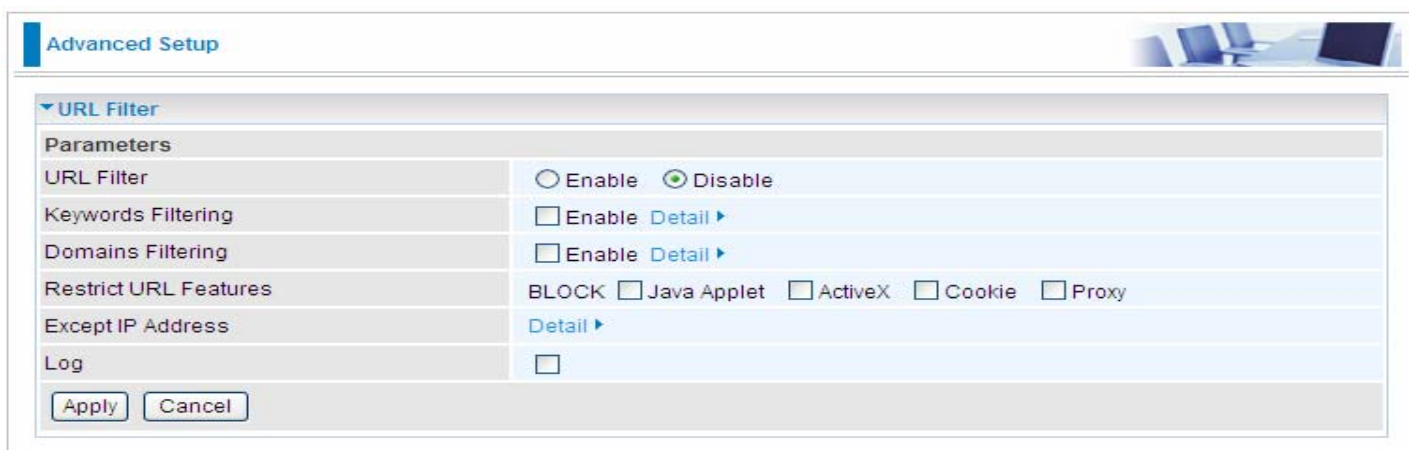 Advanced Setup
URL Filter
Parameters
URL Filter Enable Disable
Keywords Filtering Enable Detail
Domains Filtering Enable Detail
Restrict URL Features BLOCK Java Applet ActiveX Cookie Proxy
Except IP Address Detail
Log
Apply Cancel